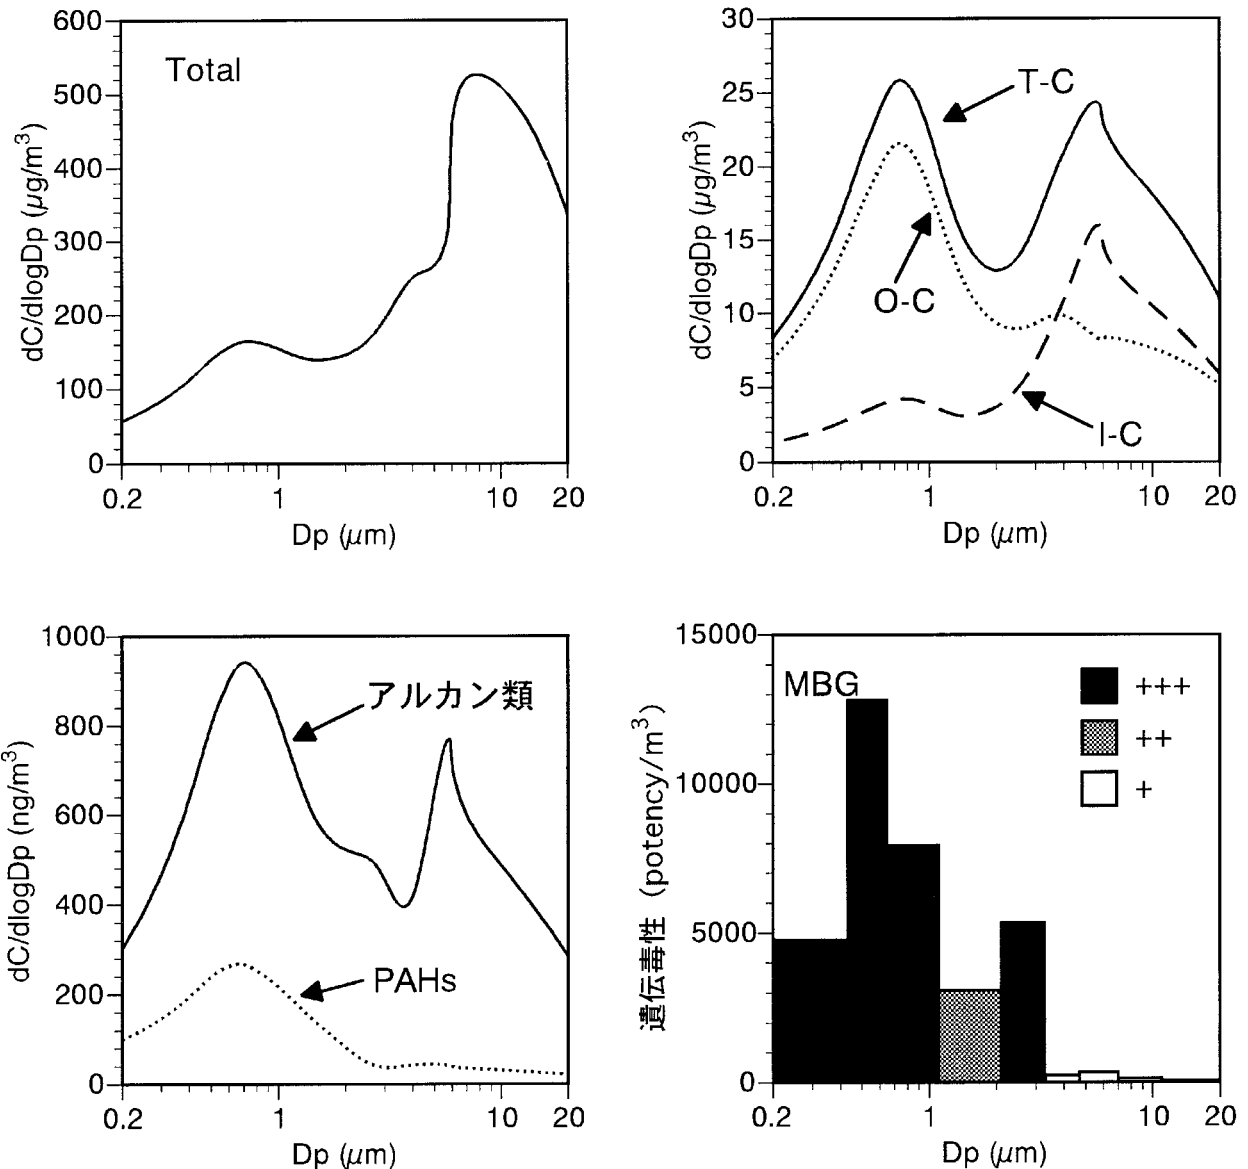 600
500
400
300
200
100
0
Total
dC/dlogDp (μg/m³)
0.2 1 10 20
Dp (μm)
30
25
20
15
10
5
0
T-C
O-C
I-C
dC/dlogDp (μg/m³)
0.2 1 10 20
Dp (μm)
1000
800
600
400
200
0
アルカン類
PAHs
dC/dlogDp (ng/m³)
0.2 1 10 20
Dp (μm)
15000
10000
5000
0
MBG
+++
++
+
遺伝毒性 (potency/m³)
0.2 1 10 20
Dp (μm)